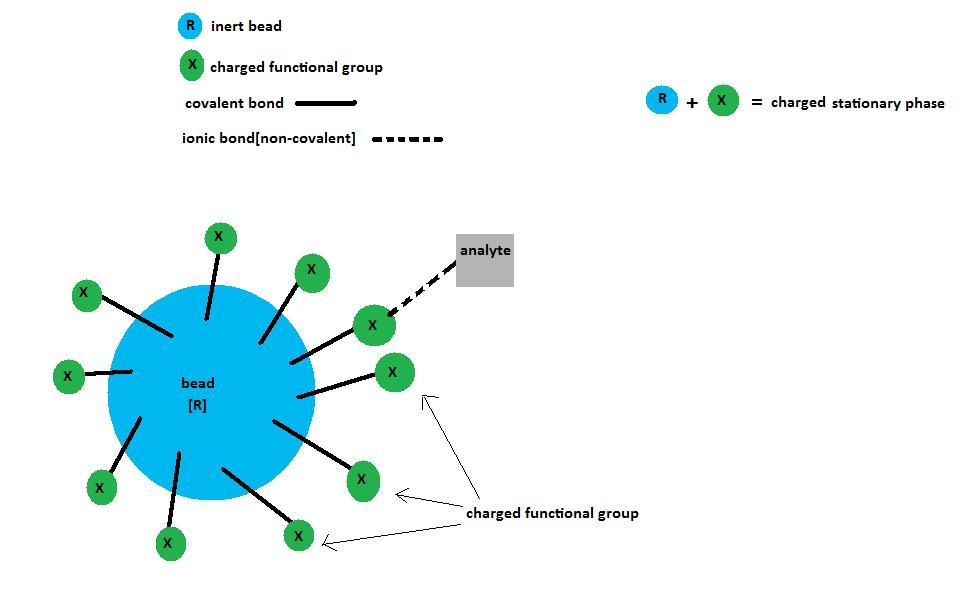 R inert bead
X charged functional group
covalent bond
ionic bond[non-covalent]
R + X = charged stationary phase
X
X
X
analyte
X
X
X
bead
[R]
X
X
X
X
charged functional group